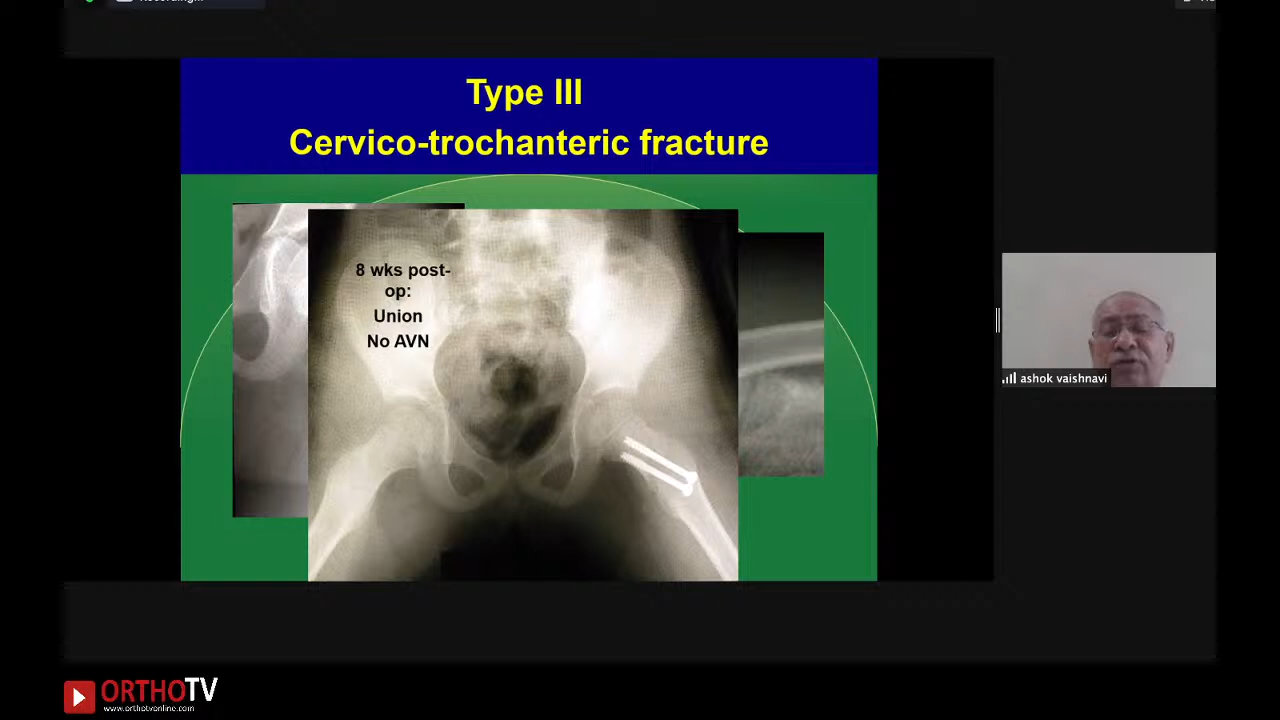 Type III
Cervico-trochanteric fracture
8 wks post-
op:
Union
No AVN
ashok vaishnavi
ORTHOTV
www.orthotvonline.com